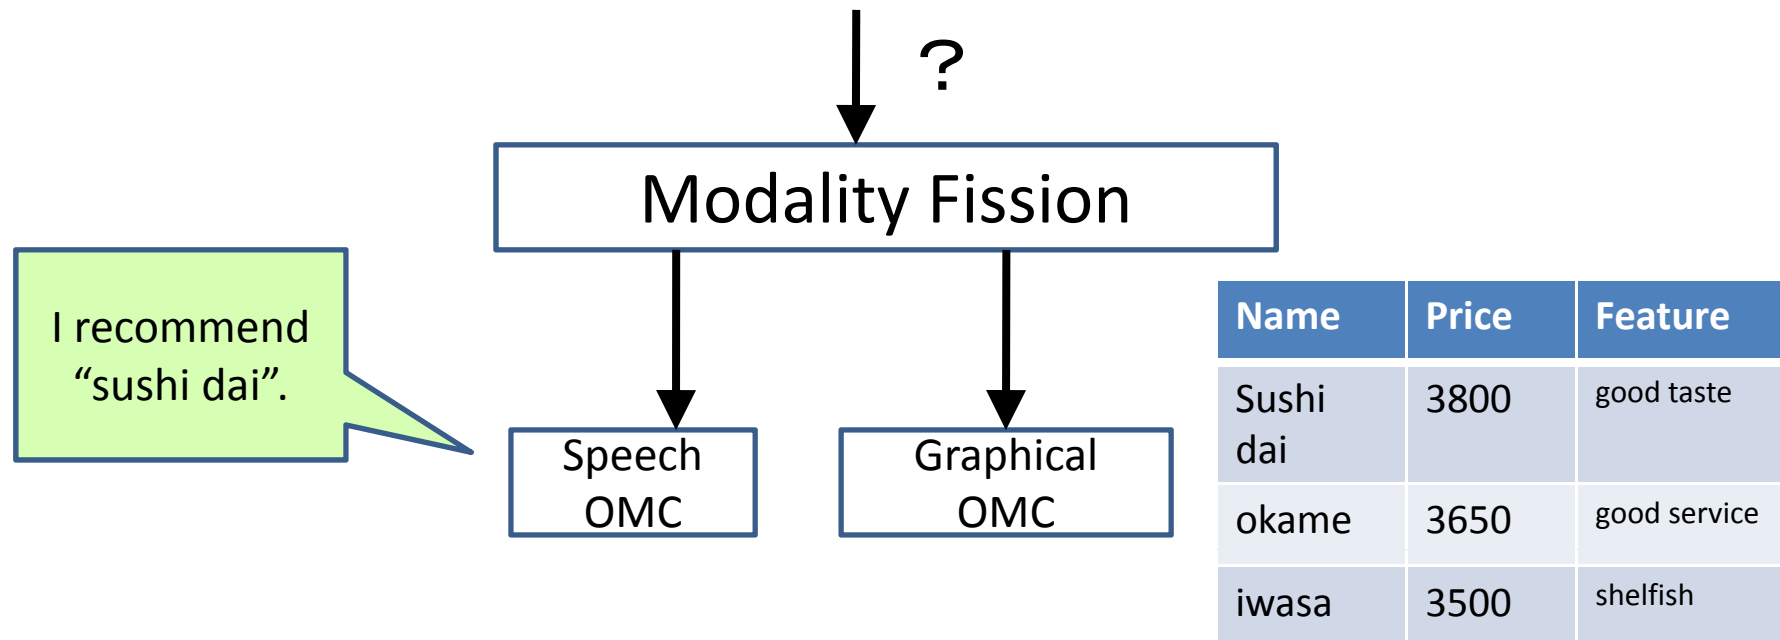 ?
Modality Fission
I recommend
“sushi dai”.
Speech
OMC
Graphical
OMC
Name Price Feature
Sushi
dai 3800 good taste
okame 3650 good service
iwasa 3500 shelfish